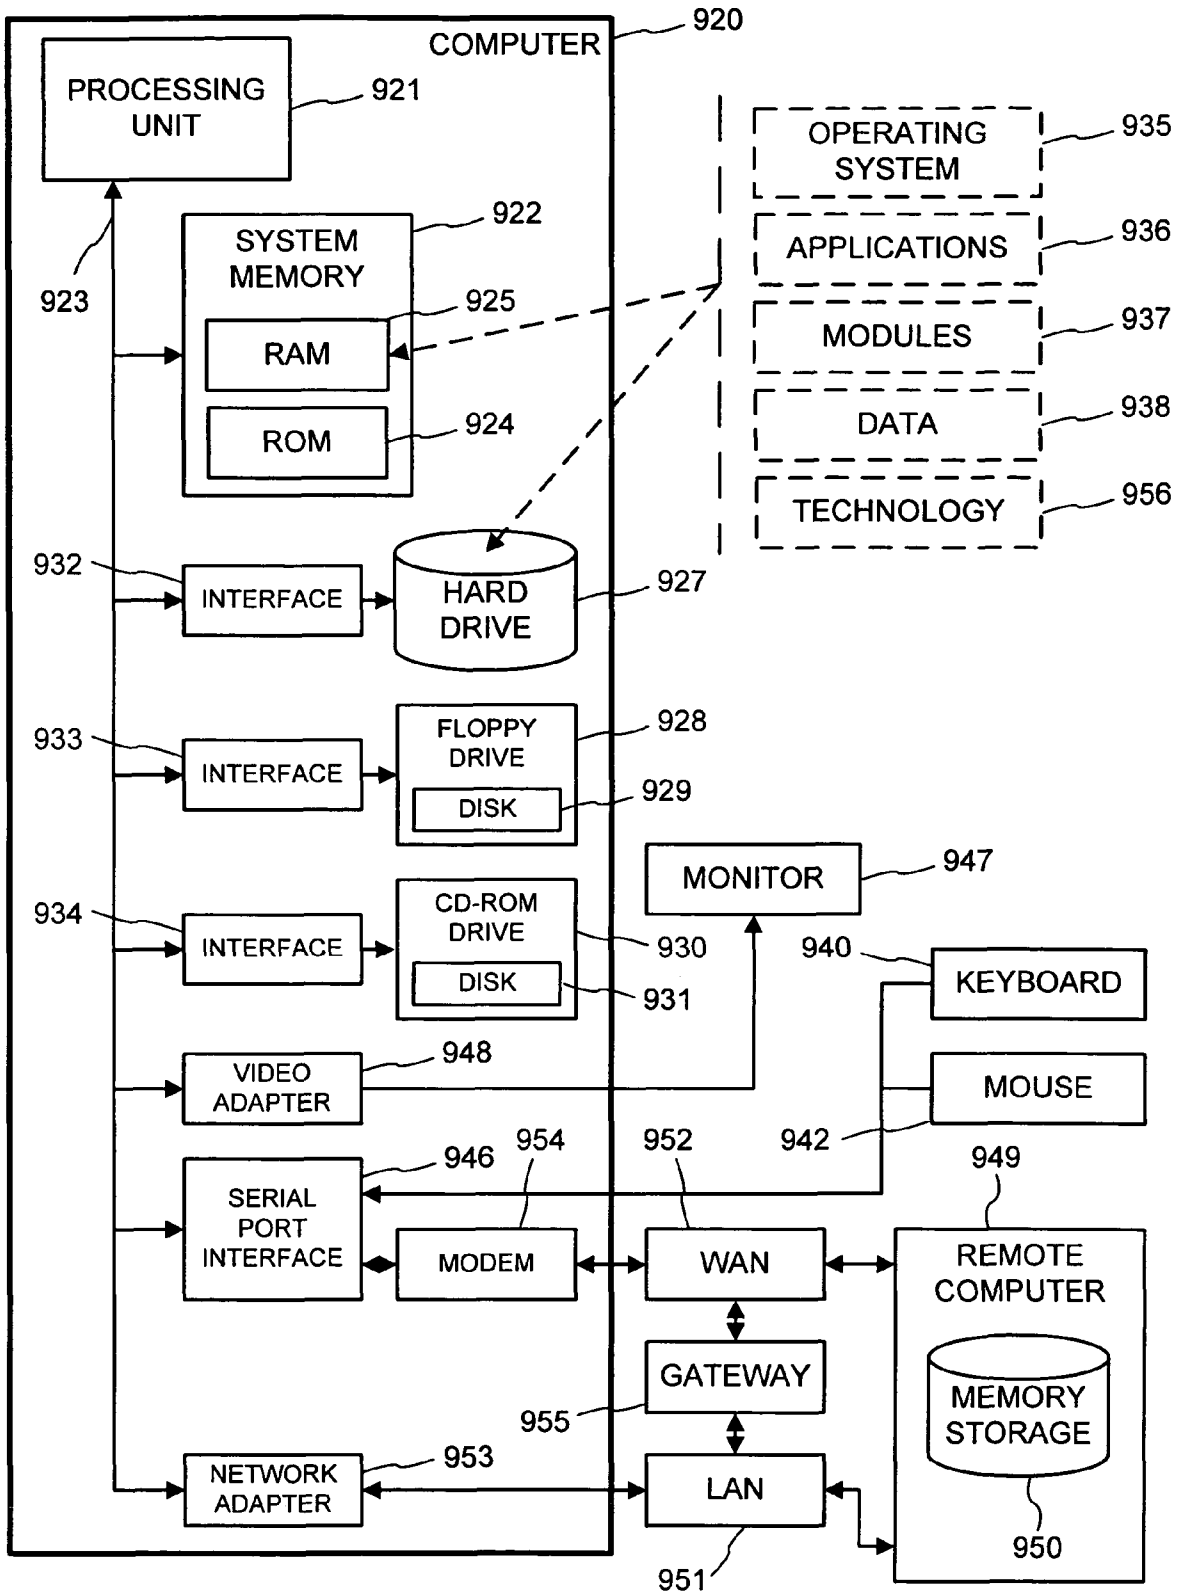 920
COMPUTER
PROCESSING
UNIT
921
935
OPERATING
SYSTEM
922
SYSTEM
MEMORY
923
936
APPLICATIONS
925
RAM
937
MODULES
924
ROM
938
DATA
956
TECHNOLOGY
932
INTERFACE
HARD
DRIVE
927
933
INTERFACE
FLOPPY
DRIVE
928
DISK
929
MONITOR
947
934
INTERFACE
CD-ROM
DRIVE
930
DISK
931
940
KEYBOARD
948
VIDEO
ADAPTER
MOUSE
942
946
SERIAL
PORT
INTERFACE
954
MODEM
952
WAN
949
REMOTE
COMPUTER
GATEWAY
955
MEMORY
STORAGE
950
953
NETWORK
ADAPTER
LAN
951